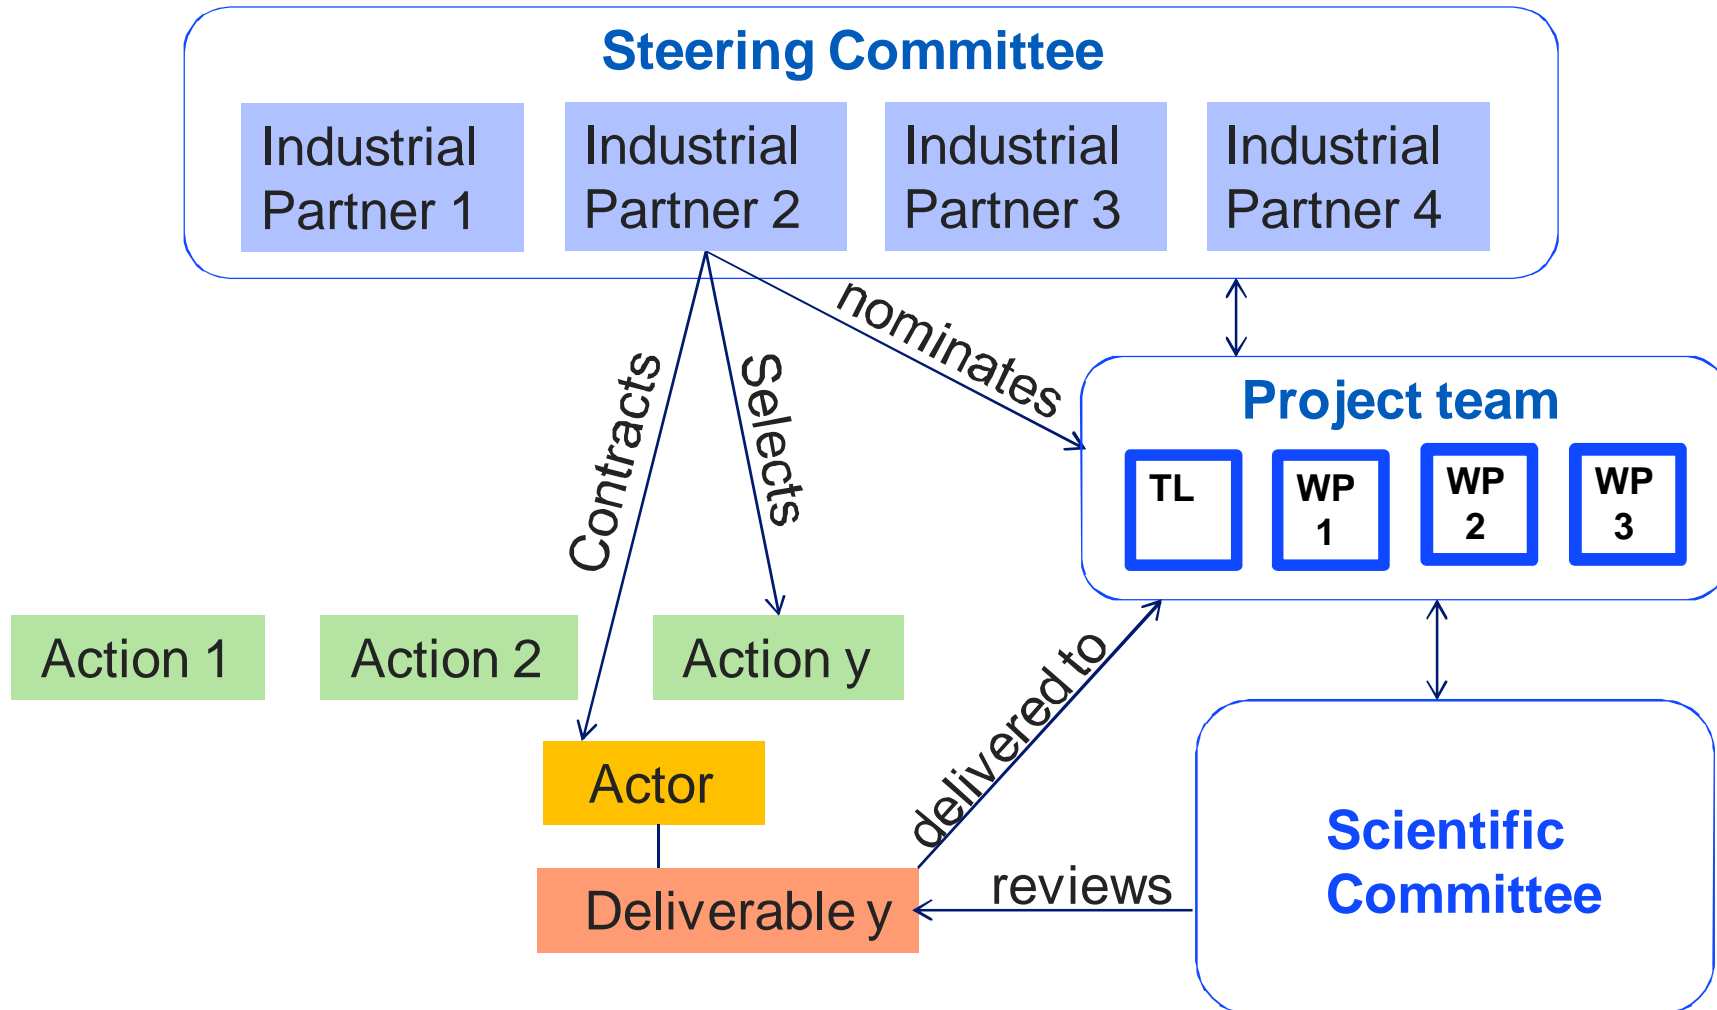 Steering Committee
Industrial
Partner 1
Industrial
Partner 2
Industrial
Partner 3
Industrial
Partner 4
nominates
Contracts
Selects
Project team
TL
WP
1
WP
2
WP
3
Action 1
Action 2
Action y
delivered to
Actor
Deliverable y
reviews
Scientific
Committee